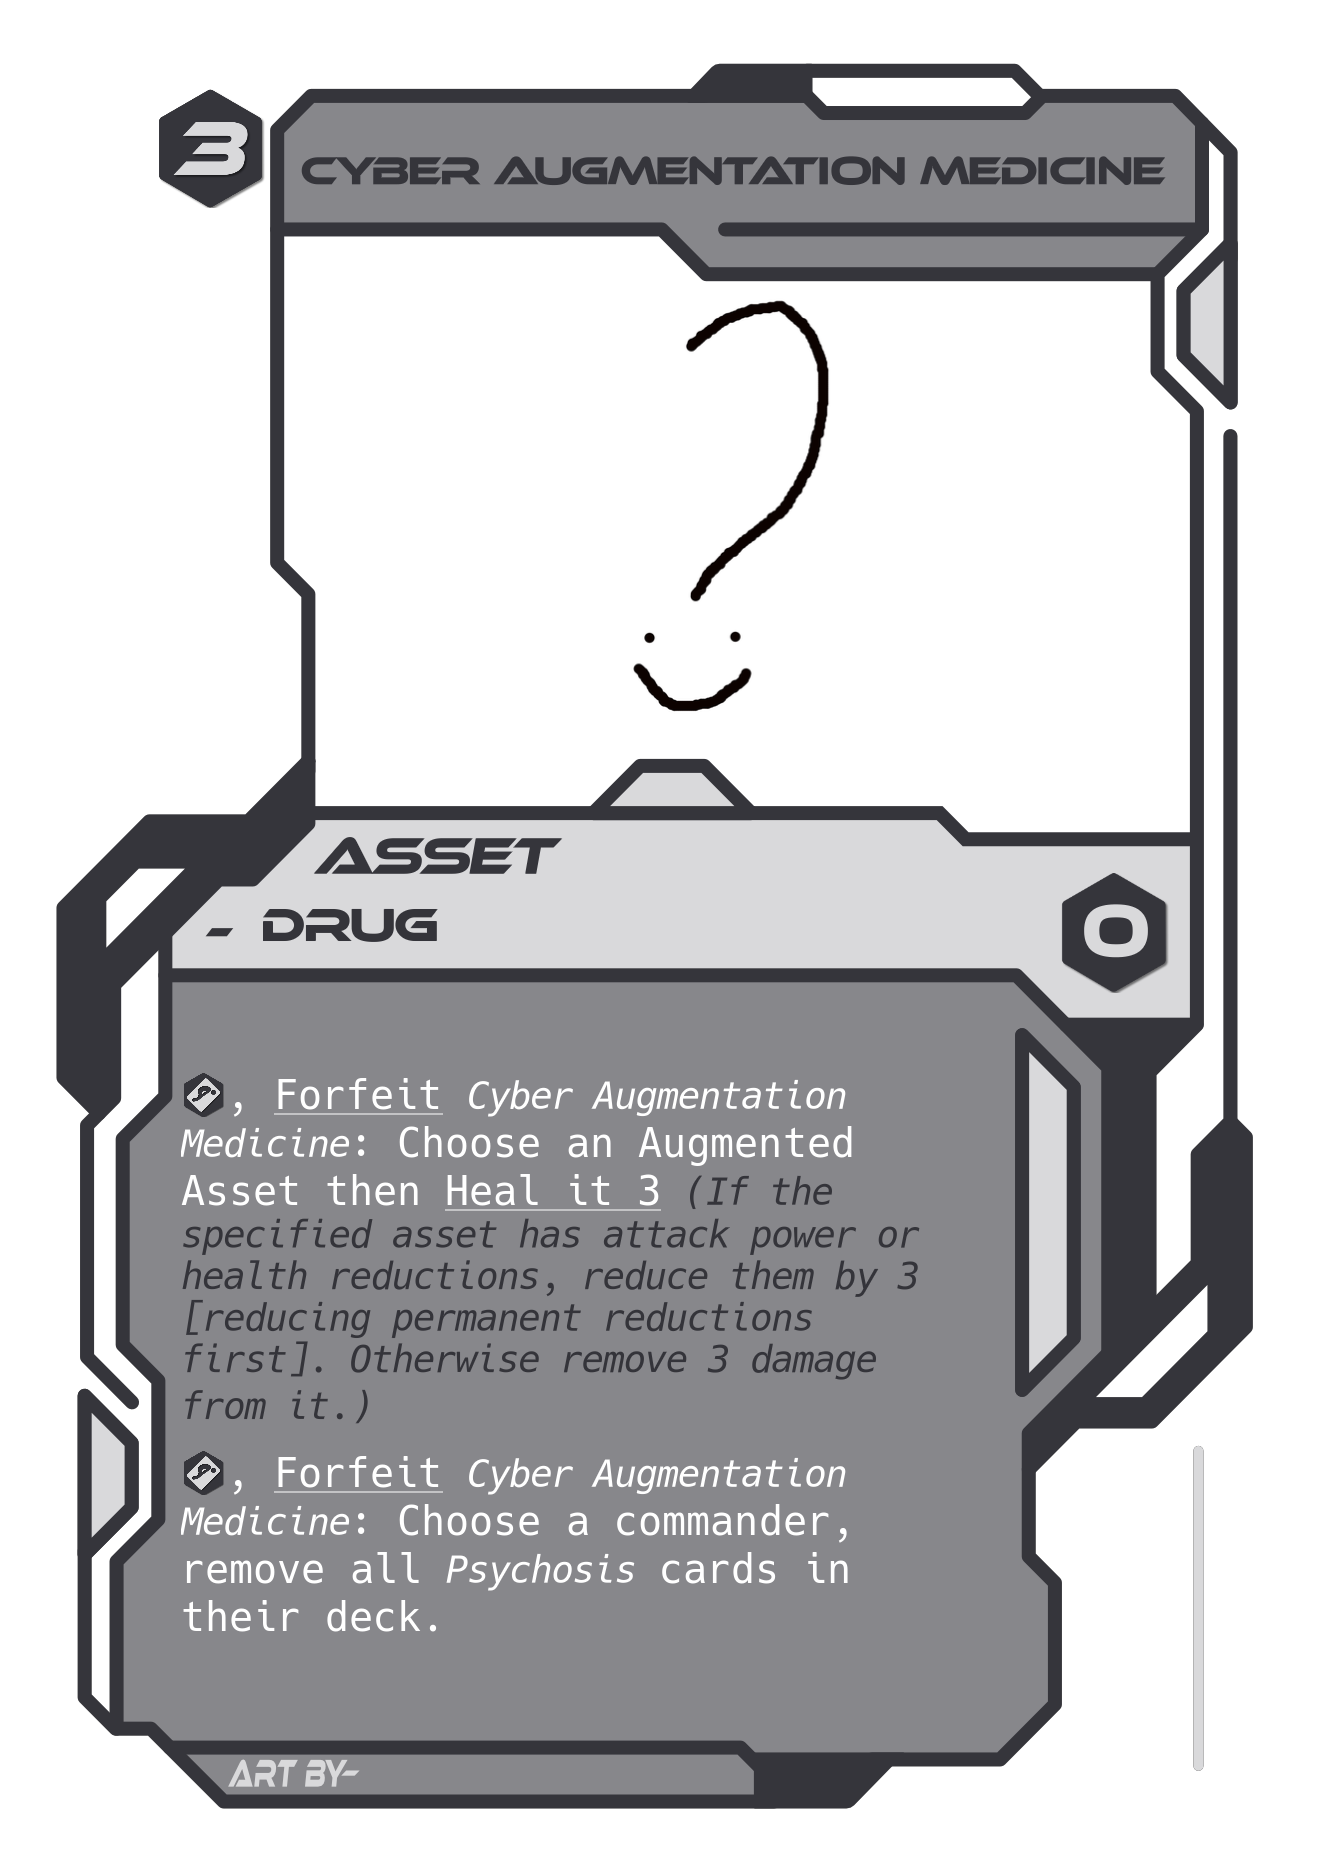 3
CYBER AUGMENTATION MEDICINE
ASSET
- DRUG
0
, Forfeit Cyber Augmentation
Medicine: Choose an Augmented
Asset then Heal it 3 (If the
specified asset has attack power or
health reductions, reduce them by 3
[reducing permanent reductions
first]. Otherwise remove 3 damage
from it.)
, Forfeit Cyber Augmentation
Medicine: Choose a commander,
remove all Psychosis cards in
their deck.
ART BY-